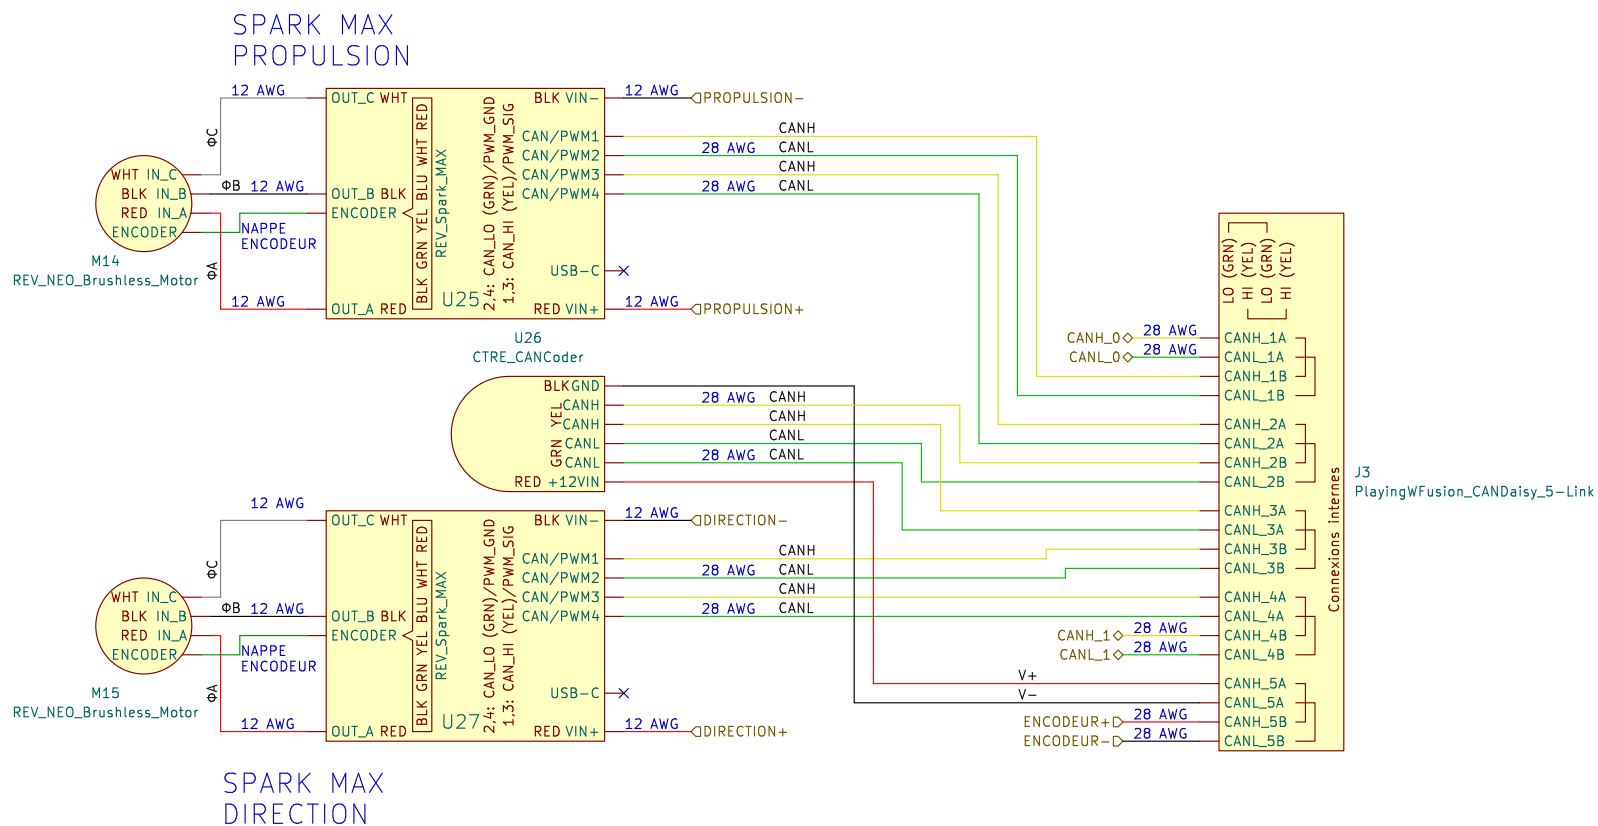 SPARK MAX
PROPULSION
12 AWG
ΦC
WHT IN_C
BLK IN_B
RED IN_A
ENCODER
ΦB
12 AWG
NAPPE
ENCODEUR
ΦA
12 AWG
M14
REV_NEO_Brushless_Motor
OUT_C WHT
OUT_B BLK
ENCODER
OUT_A RED
BLK GRN YEL BLU WHT RED
REV_Spark_MAX
U25
2,4: CAN_LO (GRN)/PWM_GND
1,3: CAN_HI (YEL)/PWM_SIG
BLK VIN-
CAN/PWM1
CAN/PWM2
CAN/PWM3
CAN/PWM4
USB-C
RED VIN+
12 AWG
PROPULSION-
CANH
28 AWG
CANL
CANH
28 AWG
CANL
12 AWG
PROPULSION+
U26
CTRE_CANCoder
BLK GND
YEL
CANH
CANH
GRN
CANL
CANL
RED +12VIN
28 AWG
CANH
CANH
CANL
28 AWG
CANL
12 AWG
ΦC
WHT IN_C
BLK IN_B
RED IN_A
ENCODER
ΦB
12 AWG
NAPPE
ENCODEUR
ΦA
12 AWG
M15
REV_NEO_Brushless_Motor
OUT_C WHT
OUT_B BLK
ENCODER
OUT_A RED
BLK GRN YEL BLU WHT RED
REV_Spark_MAX
U27
2,4: CAN_LO (GRN)/PWM_GND
1,3: CAN_HI (YEL)/PWM_SIG
BLK VIN-
CAN/PWM1
CAN/PWM2
CAN/PWM3
CAN/PWM4
USB-C
RED VIN+
12 AWG
DIRECTION-
CANH
28 AWG
CANL
CANH
28 AWG
CANL
12 AWG
DIRECTION+
SPARK MAX
DIRECTION
LO (GRN)
HI (YEL)
LO (GRN)
HI (YEL)
CANH_0
28 AWG
CANL_0
28 AWG
CANH_1A
CANL_1A
CANH_1B
CANL_1B
CANH_2A
CANL_2A
CANH_2B
CANL_2B
CANH_3A
CANL_3A
CANH_3B
CANL_3B
CANH_4A
CANL_4A
CANH_4B
CANL_4B
CANH_5A
CANL_5A
CANH_5B
CANL_5B
CANH_1
28 AWG
CANL_1
28 AWG
V+
V-
ENCODEUR+
28 AWG
ENCODEUR-
28 AWG
Connexions internes
J3
PlayingWFusion_CANDaisy_5-Link